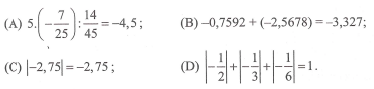 (A) 5.(-7/25):14/45=-4,5; (B) -0,7592 + (-2,5678) = -3,327;
(C) |-2,75|=-2,75; (D) |-1/2|+|-1/3|+|-1/6|=1.